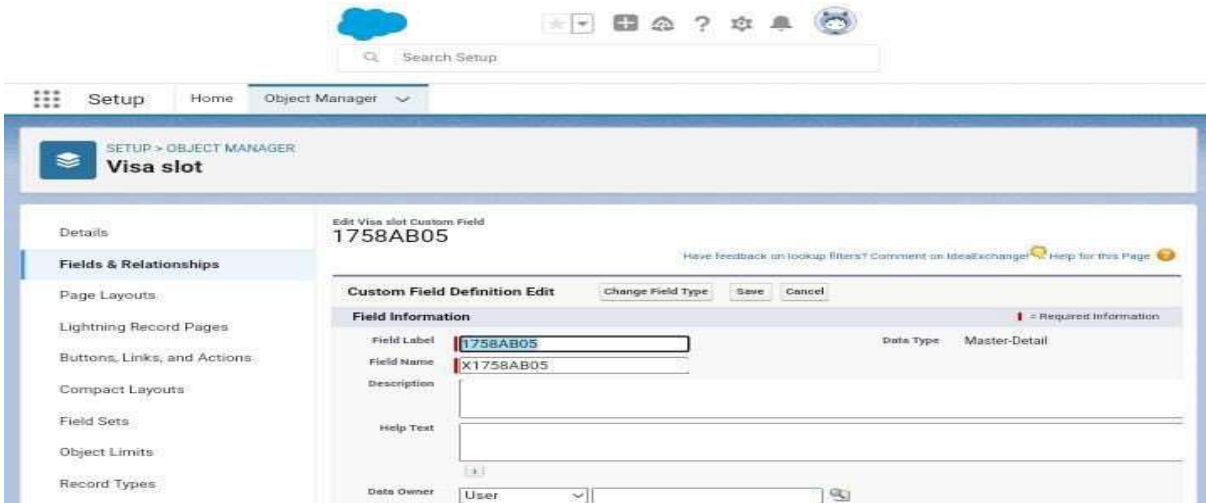 Search Setup
Setup Home Object Manager
SETUP > OBJECT MANAGER
Visa slot
Details
Fields & Relationships
Page Layouts
Lightning Record Pages
Buttons, Links, and Actions
Compact Layouts
Field Sets
Object Limits
Record Types
Edit Visa slot Custom Field
1758AB05
Have feedback on lookup filters? Comment on IdeaExchange! Help for this Page ?
Custom Field Definition Edit Change Field Type Save Cancel
Field Information = Required Information
Field Label 1758AB05 Data Type Master-Detail
Field Name X1758AB05
Description
Help Text
Data Owner User